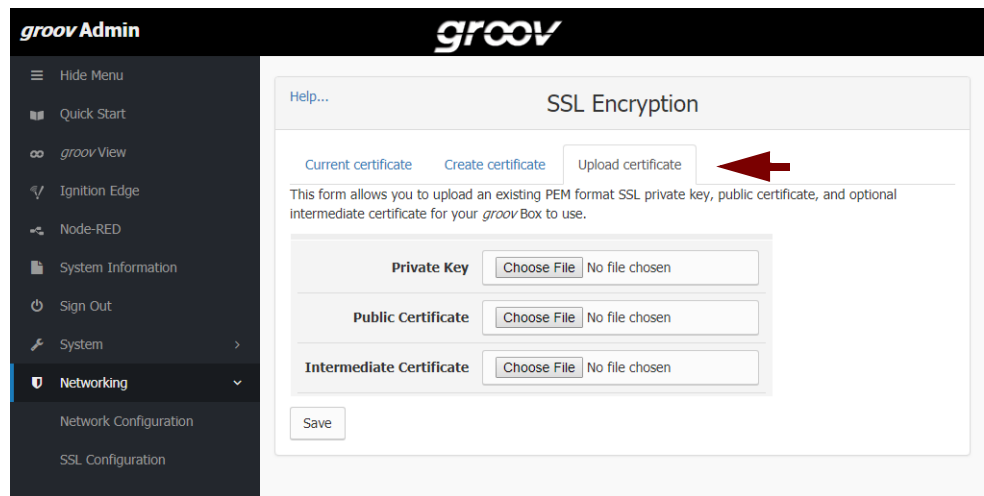 groov Admin
groov
Hide Menu
Quick Start
groov View
Ignition Edge
Node-RED
System Information
Sign Out
System
Networking
Network Configuration
SSL Configuration
Help...
SSL Encryption
Current certificate Create certificate Upload certificate
This form allows you to upload an existing PEM format SSL private key, public certificate, and optional
intermediate certificate for your groov Box to use.
Private Key Choose File No file chosen
Public Certificate Choose File No file chosen
Intermediate Certificate Choose File No file chosen
Save